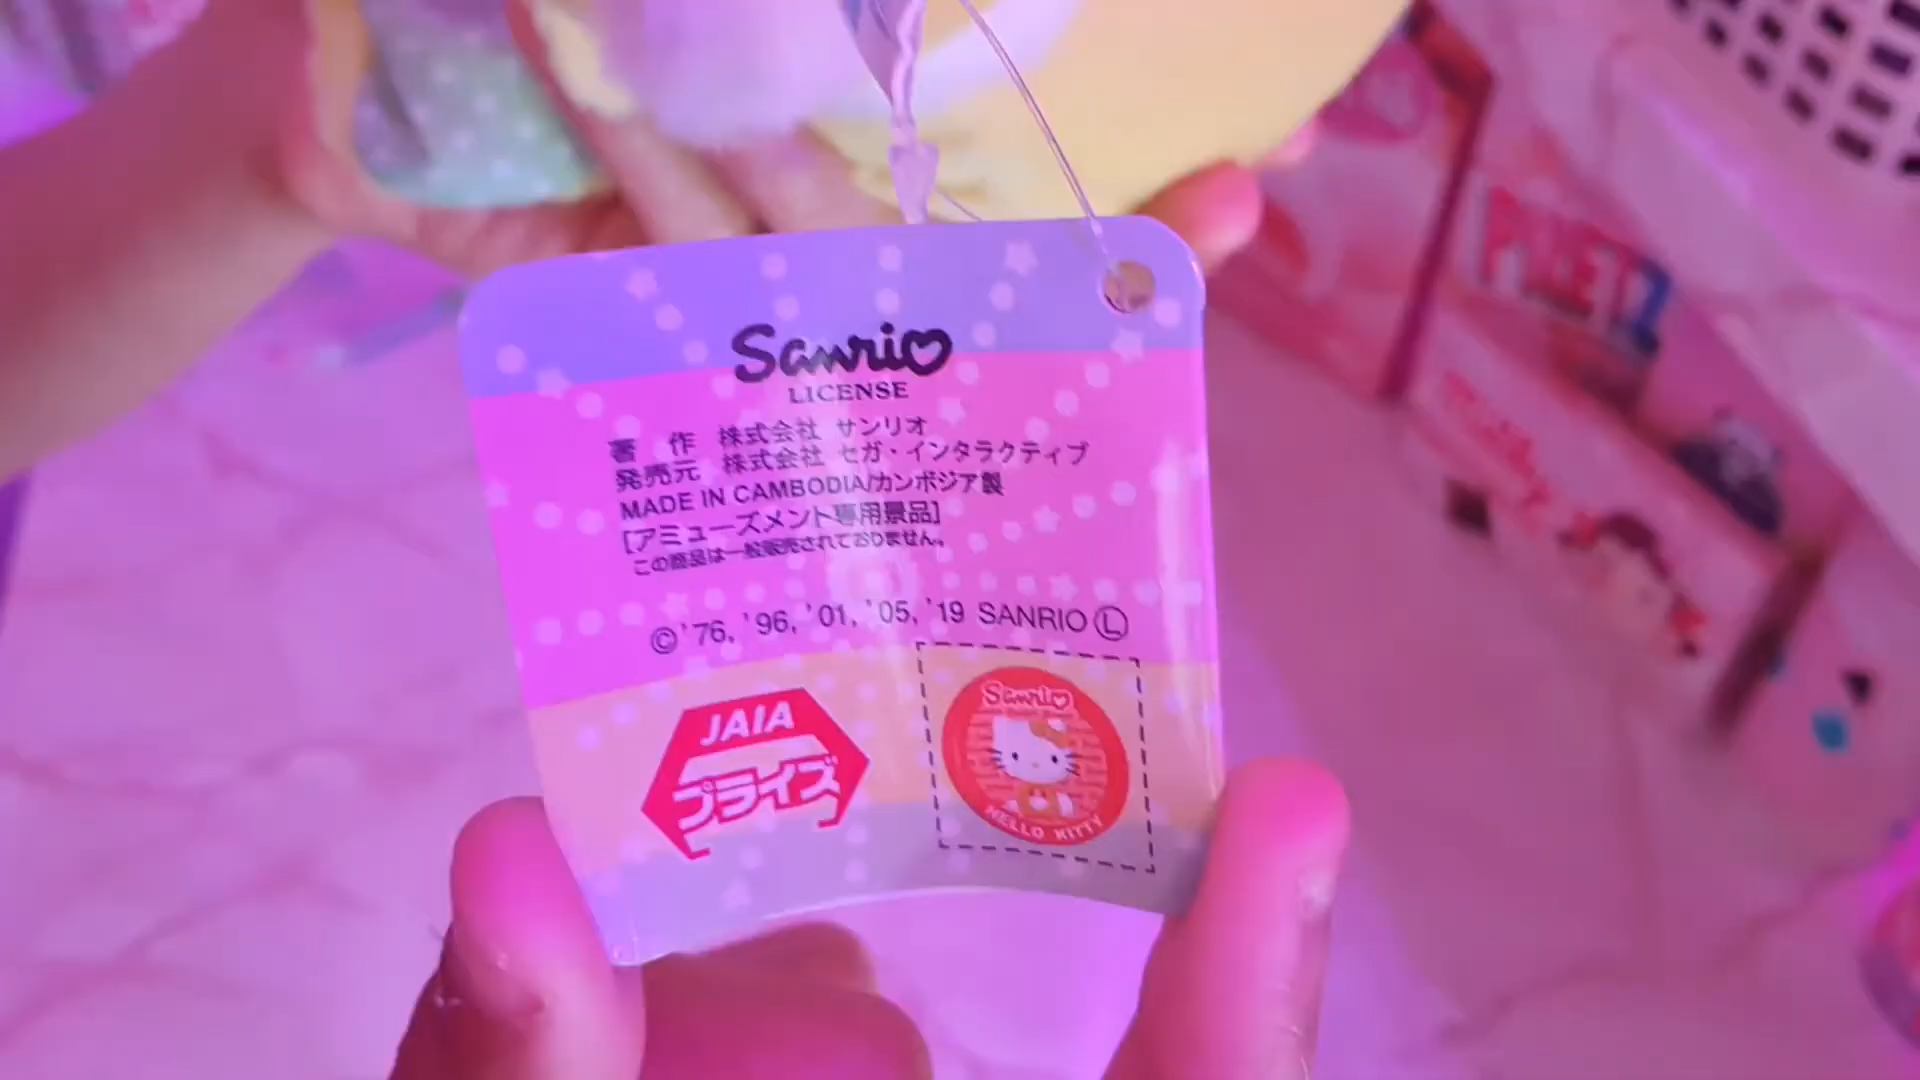 Sanrio
LICENSE
著 作 株式会社 サンリオ
発売元 株式会社 セガ・インタラクティブ
MADE IN CAMBODIA/カンボジア製
[アミューズメント専用景品]
この商品は一般販売されておりません。
©'76, '96, '01, '05, '19 SANRIO Ⓛ
JAIA
プライズ
Sanrio
HELLO KITTY